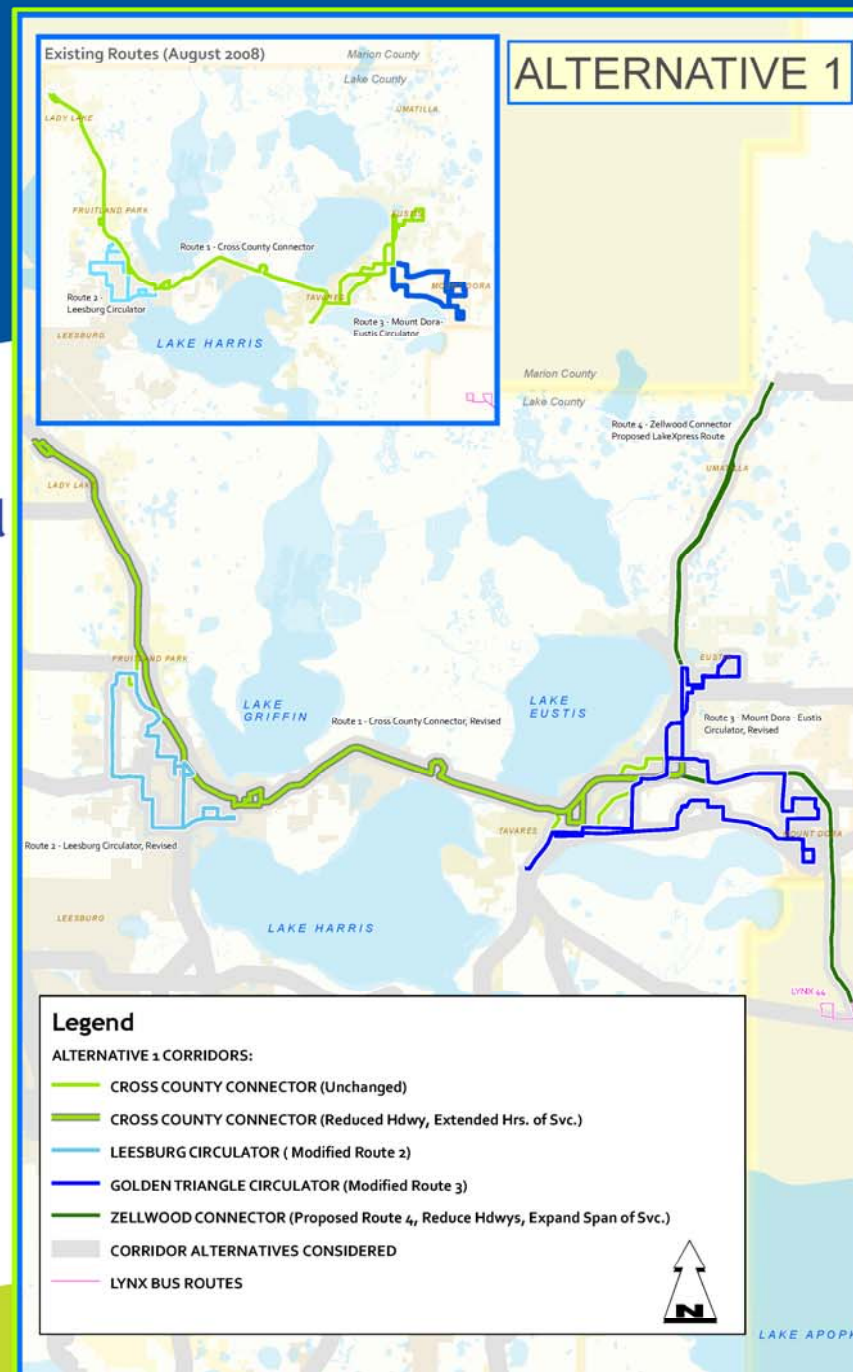 Existing Routes (August 2008)
Marion County
Lake County
ALTERNATIVE 1
UMATILLA
LADY LAKE
FRUITLAND PARK
EUSTIS
Route 1 - Cross County Connector
Route 2 -
Leesburg Circulator
TAVARES
MOUNT DORA
Route 3 - Mount Dora-
Eustis Circulator
LEESBURG
LAKE HARRIS
Marion County
Lake County
Route 4 - Zellwood Connector
Proposed LakeXpress Route
UMATILLA
LADY LAKE
FRUITLAND PARK
EUSTIS
LAKE
GRIFFIN
LAKE
EUSTIS
Route 1 - Cross County Connector, Revised
Route 3 - Mount Dora - Eustis
Circulator, Revised
TAVARES
MOUNT DORA
Route 2 - Leesburg Circulator, Revised
LEESBURG
LAKE HARRIS
LYNX 44
Legend
ALTERNATIVE 1 CORRIDORS:
CROSS COUNTY CONNECTOR (Unchanged)
CROSS COUNTY CONNECTOR (Reduced Hdwy, Extended Hrs. of Svc.)
LEESBURG CIRCULATOR ( Modified Route 2)
GOLDEN TRIANGLE CIRCULATOR (Modified Route 3)
ZELLWOOD CONNECTOR (Proposed Route 4, Reduce Hdwys, Expand Span of Svc.)
CORRIDOR ALTERNATIVES CONSIDERED
LYNX BUS ROUTES
N
LAKE APOPK